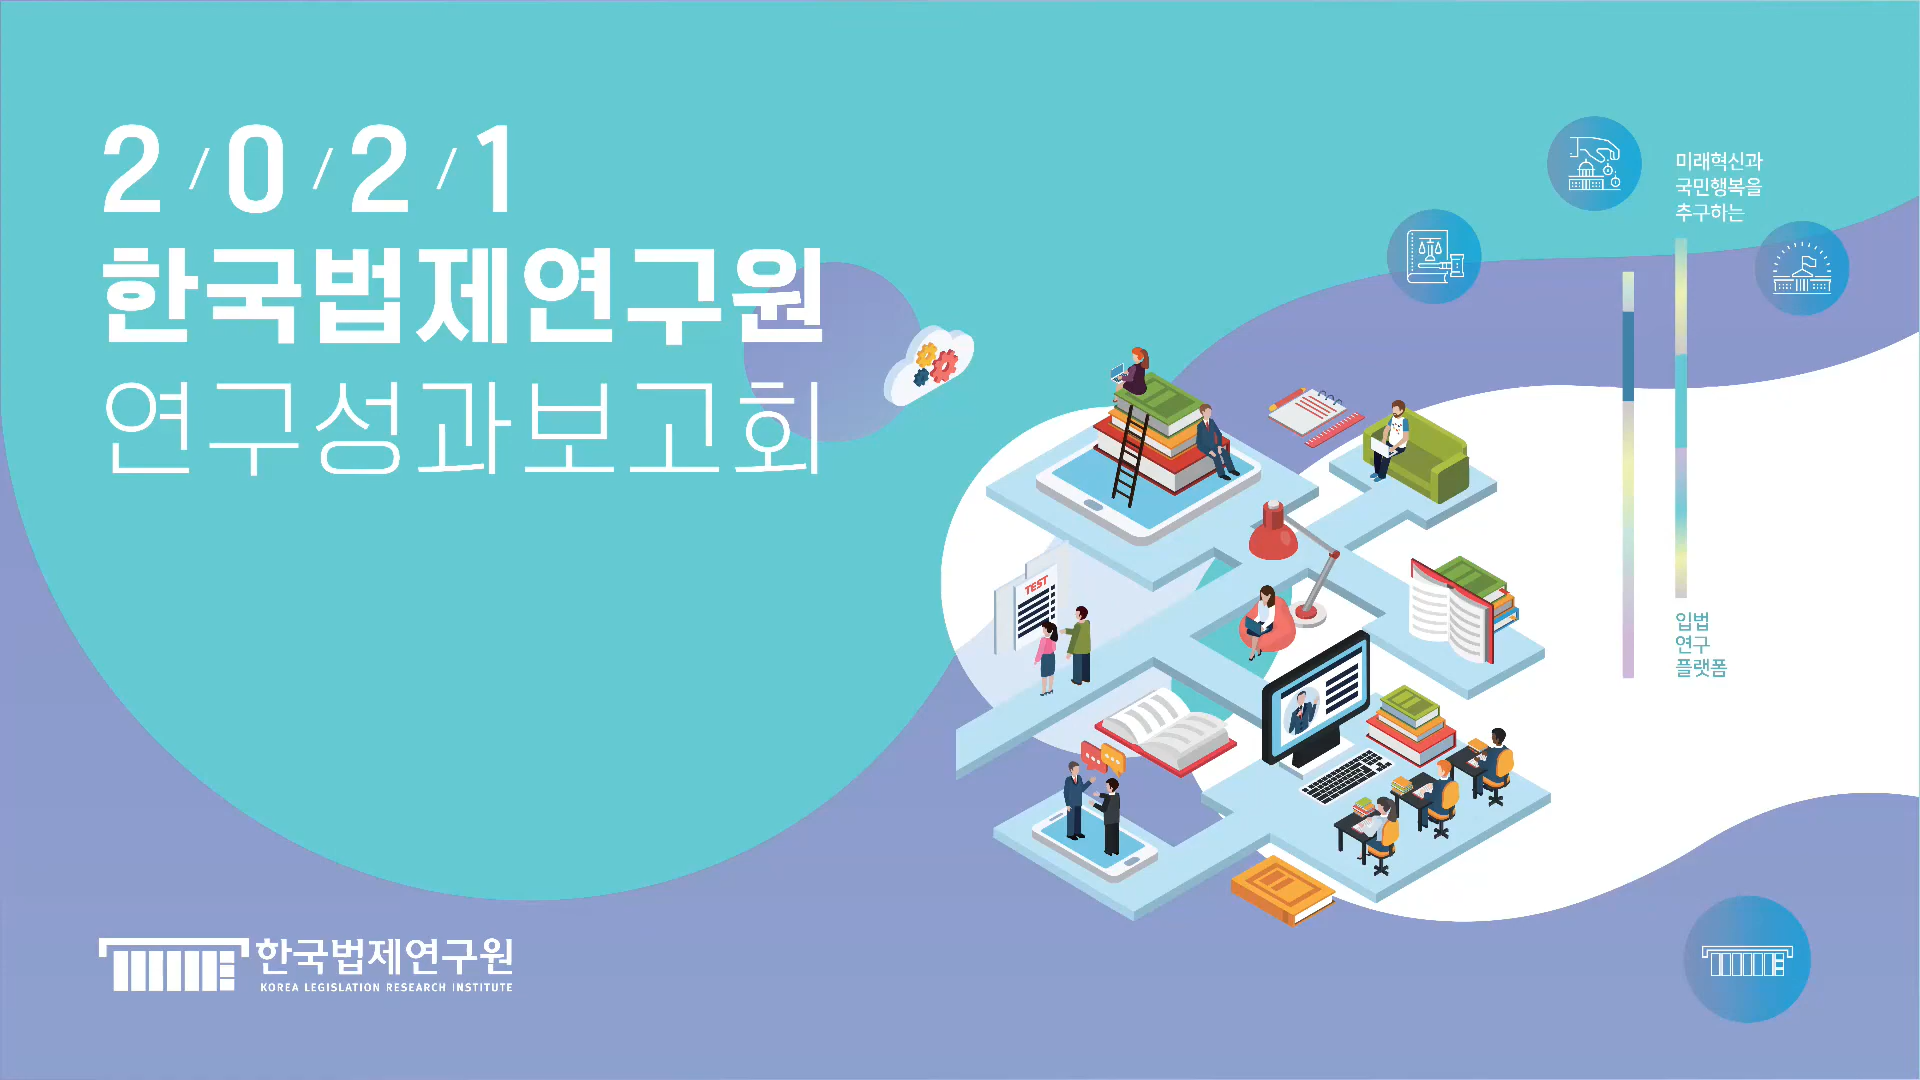 2/0/2/1
한국법제연구원
연구성과보고회
미래혁신과
국민행복을
추구하는
TEST
입법
연구
플랫폼
한국법제연구원
KOREA LEGISLATION RESEARCH INSTITUTE